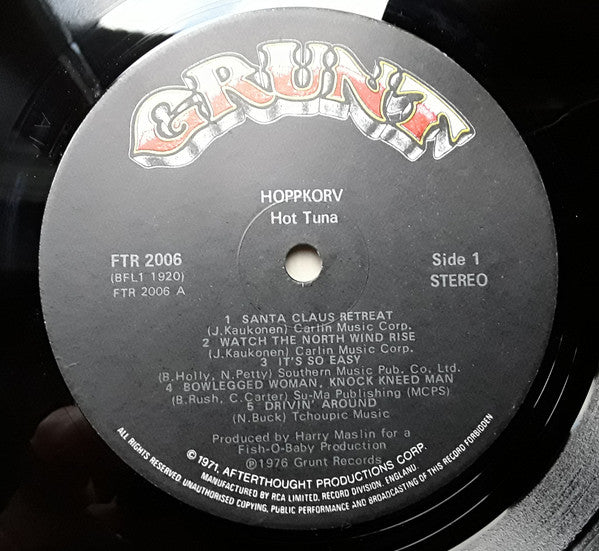 GRUNT
HOPPKORV
Hot Tuna
FTR 2006
(BFL1 1920)
FTR 2006 A
Side 1
STEREO
1 SANTA CLAUS RETREAT
(J.Kaukonen) Carlin Music Corp.
2 WATCH THE NORTH WIND RISE
(J.Kaukonen) Carlin Music Corp.
3 IT'S SO EASY
(B.Holly, N.Petty) Southern Music Pub. Co, Ltd.
4 BOWLEGGED WOMAN, KNOCK KNEED MAN
(B.Rush, C.Carter) Su-Ma Publishing (MCPS)
5 DRIVIN' AROUND
(N.Buck) Tchoupic Music
Produced by Harry Maslin for a
Fish-O-Baby Production
℗1976 Grunt Records
© 1971, AFTERTHOUGHT PRODUCTIONS CORP.
MANUFACTURED BY RCA LIMITED, RECORD DIVISION, ENGLAND.
ALL RIGHTS RESERVED, UNAUTHORISED COPYING, PUBLIC PERFORMANCE AND BROADCASTING OF THIS RECORD FORBIDDEN